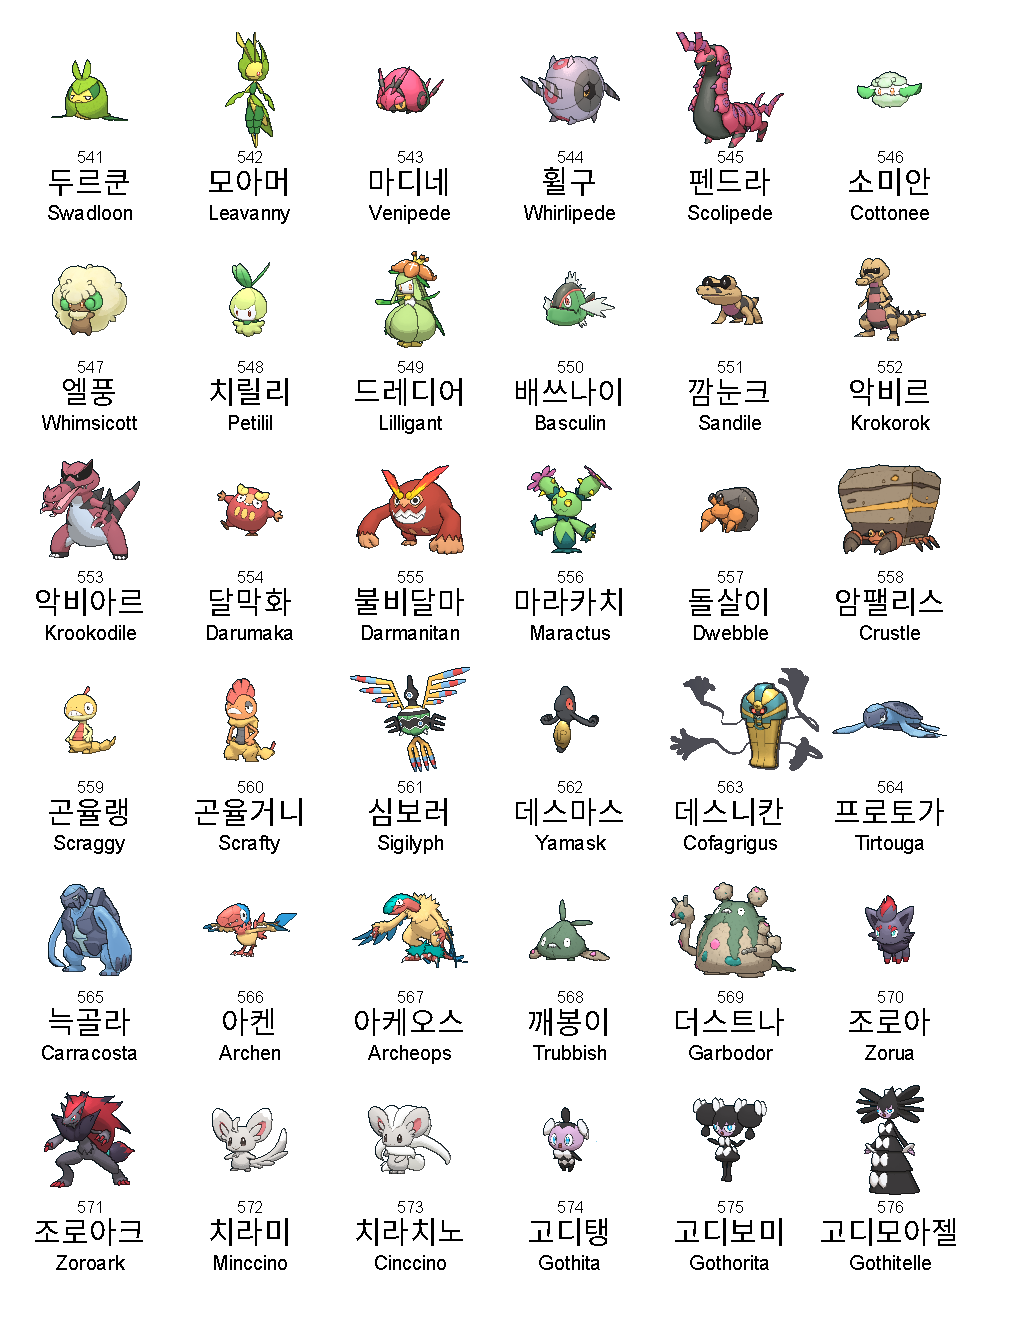 541 542 543 544 545 546
두르쿤 모아머 마디네 휠구 펜드라 소미안
Swadloon Leavanny Venipede Whirlipede Scolipede Cottonee
547 548 549 550 551 552
엘풍 치릴리 드레디어 배쓰나이 깜눈크 악비르
Whimsicott Petilil Lilligant Basculin Sandile Krokorok
553 554 555 556 557 558
악비아르 달막화 불비달마 마라카치 돌살이 암팰리스
Krookodile Darumaka Darmanitan Maractus Dwebble Crustle
559 560 561 562 563 564
곤율랭 곤율거니 심보러 데스마스 데스니칸 프로토가
Scraggy Scrafty Sigilyph Yamask Cofagrigus Tirtouga
565 566 567 568 569 570
늑골라 아켄 아케오스 깨봉이 더스트나 조로아
Carracosta Archen Archeops Trubbish Garbodor Zorua
571 572 573 574 575 576
조로아크 치라미 치라치노 고디탱 고디보미 고디모아젤
Zoroark Minccino Cinccino Gothita Gothorita Gothitelle